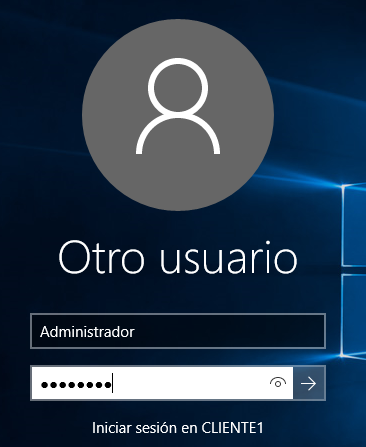 Otro usuario
Administrador
Iniciar sesión en CLIENTE1